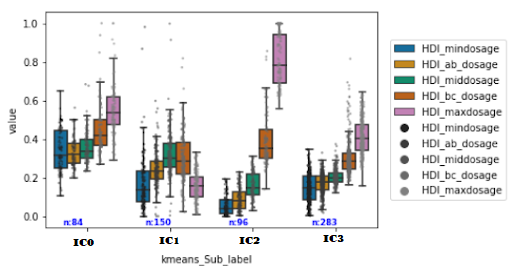 1.0
0.8
0.6
0.4
0.2
0.0
value
n:84
n:150
n:96
n:283
IC0
IC1
IC2
IC3
kmeans_Sub_label
HDI_mindosage
HDI_ab_dosage
HDI_middosage
HDI_bc_dosage
HDI_maxdosage
HDI_mindosage
HDI_ab_dosage
HDI_middosage
HDI_bc_dosage
HDI_maxdosage